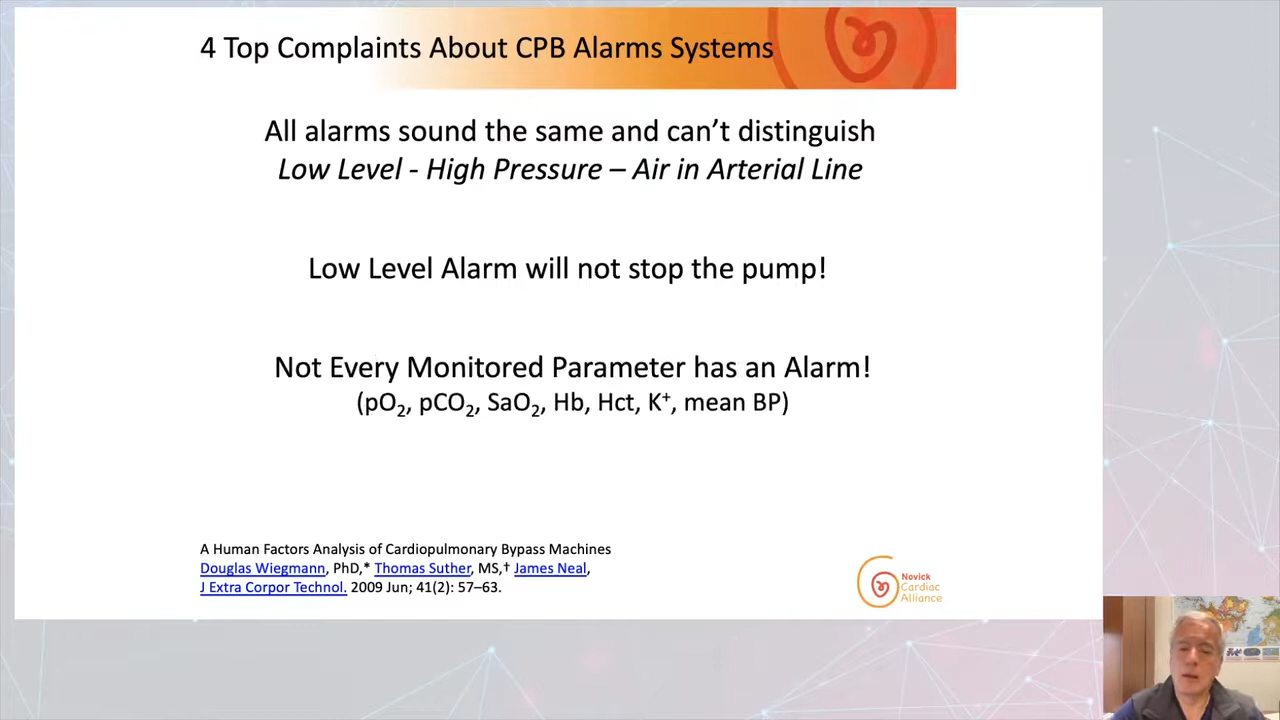 4 Top Complaints About CPB Alarms Systems
All alarms sound the same and can't distinguish
Low Level - High Pressure – Air in Arterial Line
Low Level Alarm will not stop the pump!
Not Every Monitored Parameter has an Alarm!
(pO₂, pCO₂, SaO₂, Hb, Hct, K⁺, mean BP)
A Human Factors Analysis of Cardiopulmonary Bypass Machines
Douglas Wiegmann, PhD,* Thomas Suther, MS,† James Neal,
J Extra Corpor Technol. 2009 Jun; 41(2): 57–63.
Novick
Cardiac
Alliance